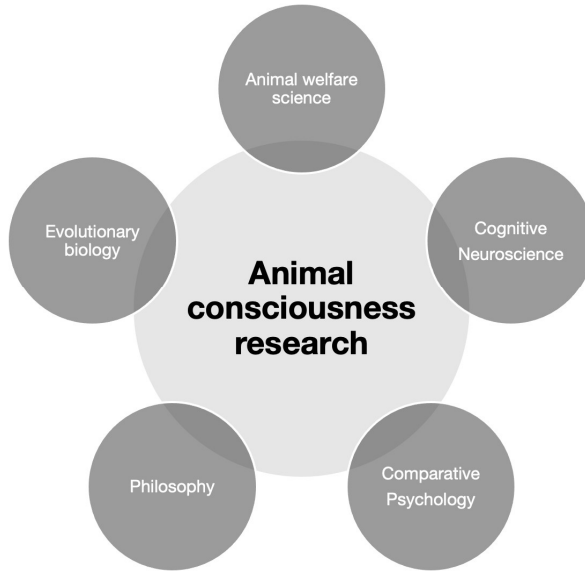 Animal welfare
science
Evolutionary
biology
Cognitive
Neuroscience
Animal
consciousness
research
Philosophy
Comparative
Psychology